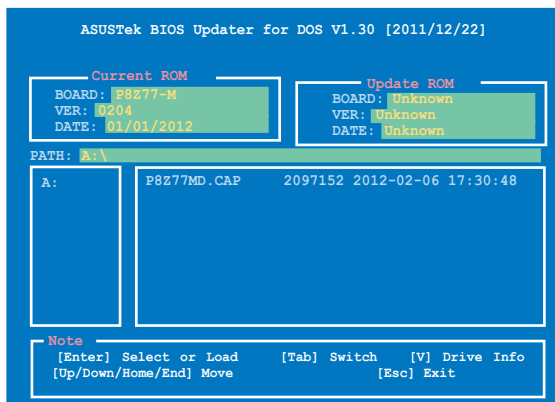 ASUSTek BIOS Updater for DOS V1.30 [2011/12/22]
Current ROM
BOARD: P8Z77-M
VER: 0204
DATE: 01/01/2012
Update ROM
BOARD: Unknown
VER: Unknown
DATE: Unknown
PATH: A:\
A:
P8Z77MD.CAP 2097152 2012-02-06 17:30:48
Note
[Enter] Select or Load [Tab] Switch [V] Drive Info
[Up/Down/Home/End] Move [Esc] Exit